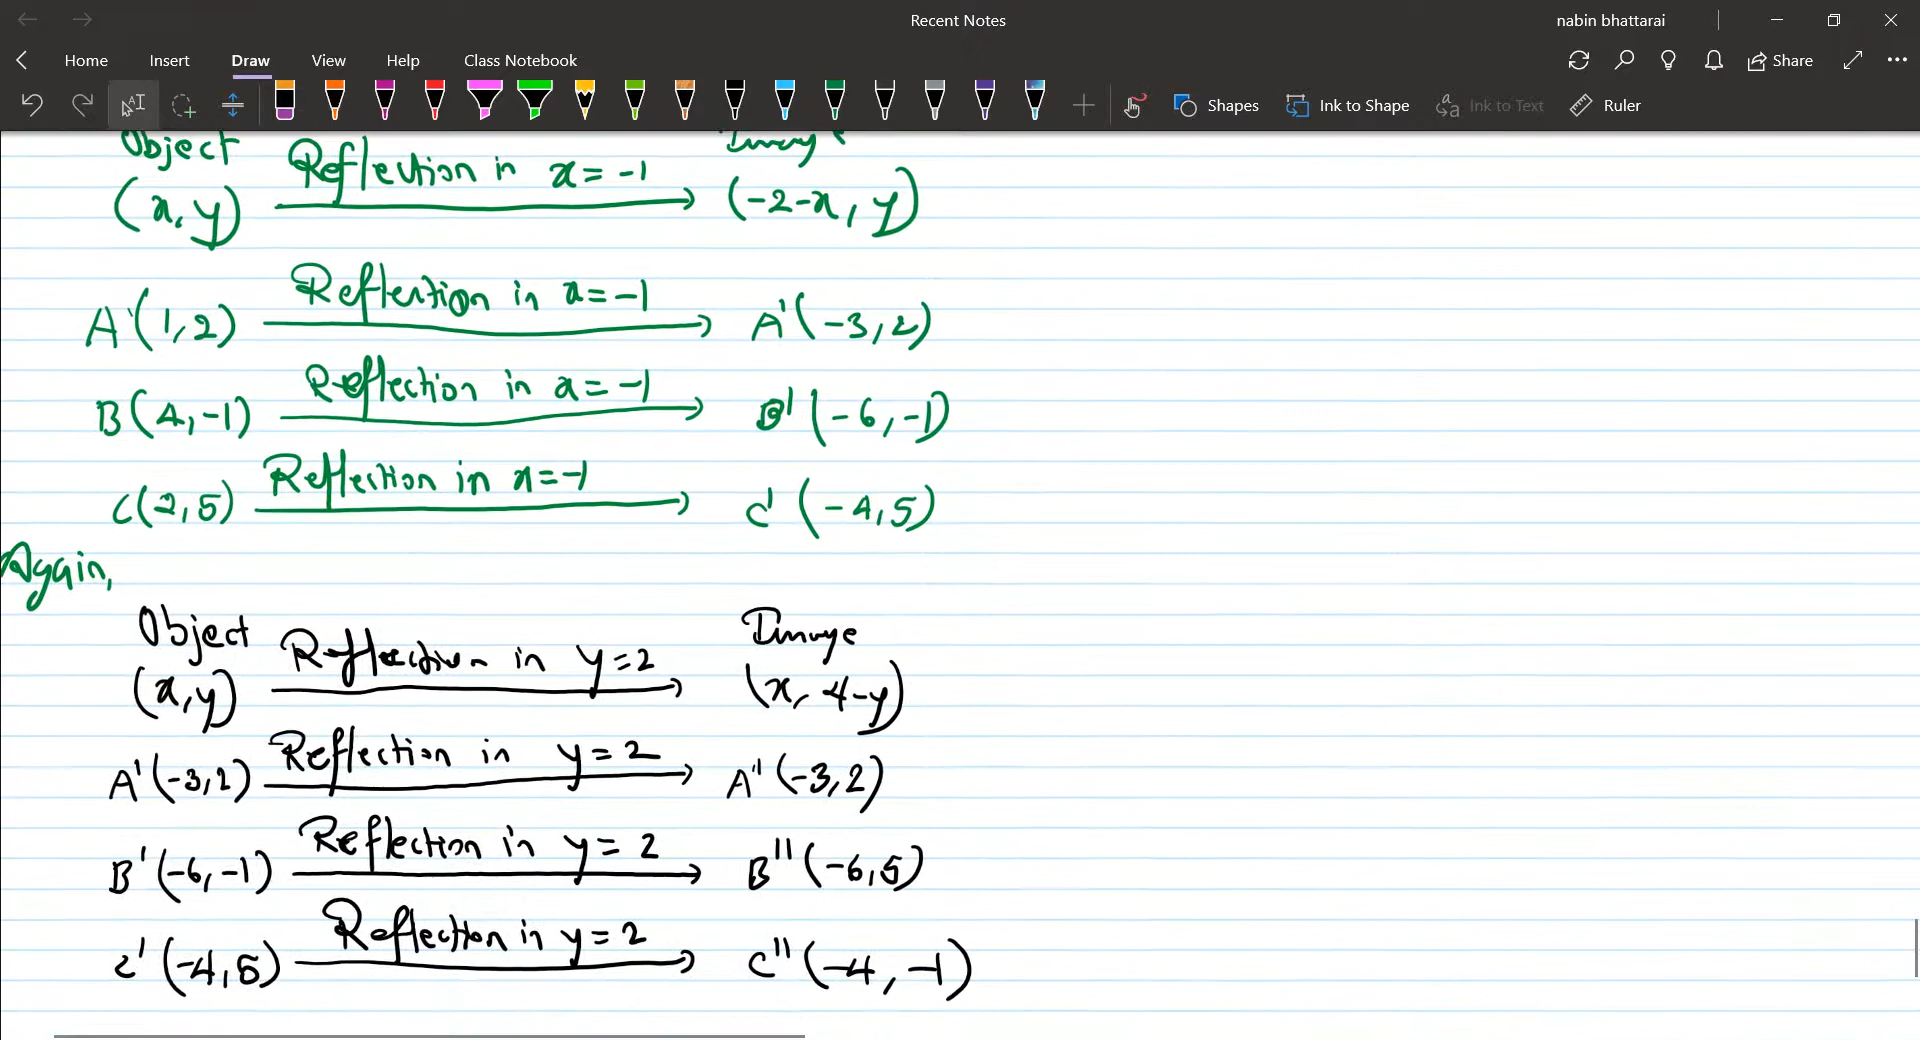 Recent Notes
nabin bhattarai
Home Insert Draw View Help Class Notebook
Share
Shapes Ink to Shape Ink to Text Ruler
Object Reflection in x = -1 Image
(x, y) (-2-x, y)
A'(1,2) Reflection in x = -1 A'(-3,2)
B(4,-1) Reflection in x = -1 B'(-6,-1)
C(2,5) Reflection in x=-1 C'(-4,5)
Again,
Object Reflection in y=2 Image
(x,y) (x, 4-y)
A'(-3,2) Reflection in y=2 A''(-3,2)
B'(-6,-1) Reflection in y=2 B''(-6,5)
C'(-4,5) Reflection in y=2 C''(-4,-1)